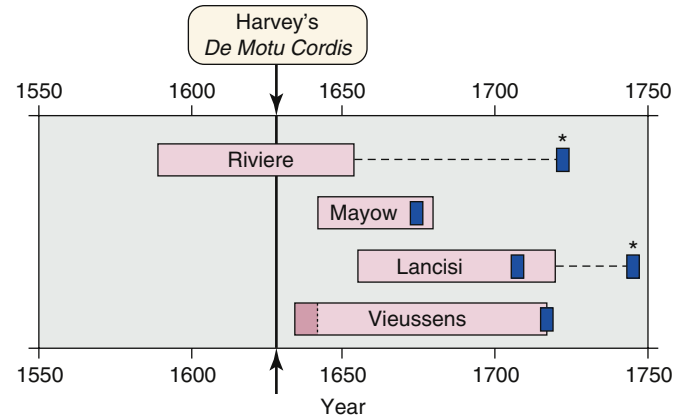 Harvey's
De Motu Cordis
1550 1600 1650 1700 1750
*
Riviere
Mayow
*
Lancisi
Vieussens
1550 1600 1650 1700 1750
Year